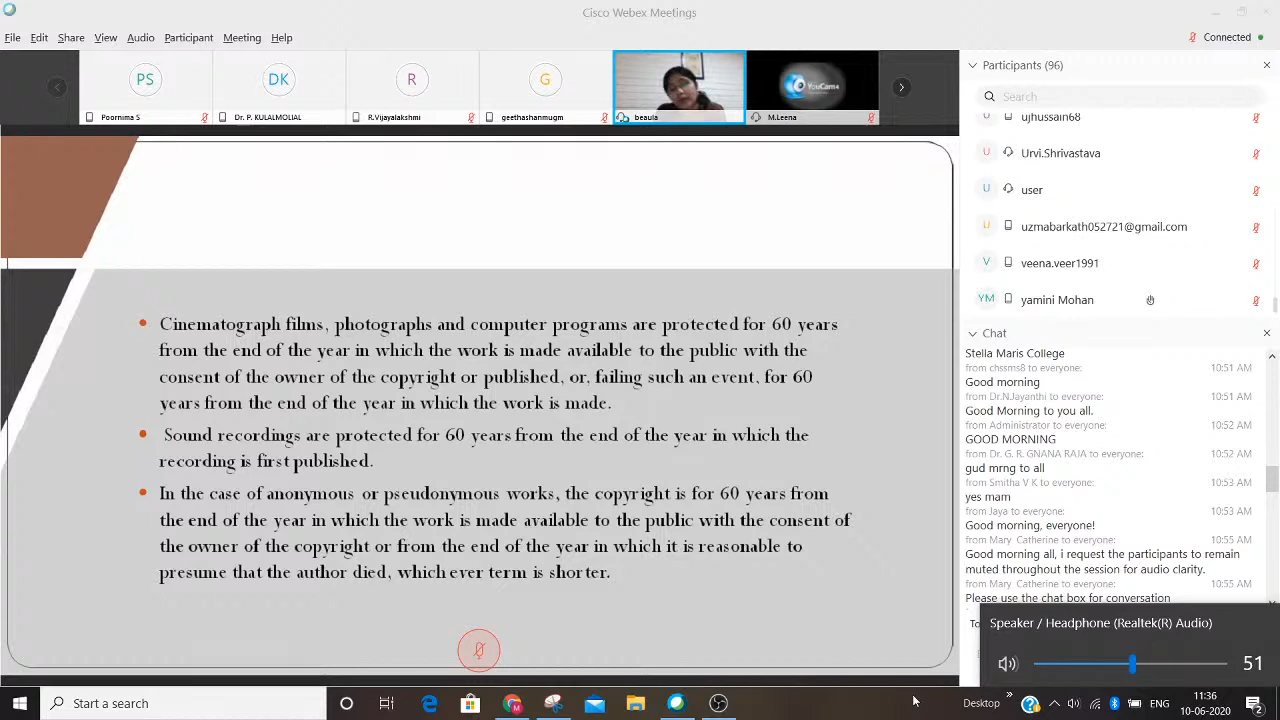 Cisco Webex Meetings
File Edit Share View Audio Participant Meeting Help
Connected
PS
DK
R
G
YouCam4
Poornima S
Dr. P. KULALMOLIAL
R.Vijayalakshmi
geethashanmugm
beaula
M.Leena
Participants (96)
Search
ujhussain68
U Urvi.Shrivastava
U user
U uzmabarkath052721@gmail.com
V veena.veer1991
YM yamini Mohan
Chat
Stella Maris College
from chssms8 to everyone: 10:51 AM
Good morning
from Dr.N.Jayanthi to everyone: 10:51 AM
Good Morning to you all.
from Administrator to everyone: 10:52 AM
GOOD MORNING
from Dr. G. R. GNANA RAJA to everyone: 10:52 AM
gud mrng to all
from Smitha V K to everyone: 10:53 AM
yes mam
from Jaya to everyone: 10:53 AM
Good morning, everyone!
from Mary Catherine to everyone: 10:55 AM
Good morning all, i request the participants to remain
muted throughout the session for audio clarity.
from Mary Catherine to everyone: 10:55 AM
Please use the chat box for conversation
To
Speaker / Headphone (Realtek(R) Audio)
51
• Cinematograph films, photographs and computer programs are protected for 60 years
from the end of the year in which the work is made available to the public with the
consent of the owner of the copyright or published, or, failing such an event, for 60
years from the end of the year in which the work is made.
• Sound recordings are protected for 60 years from the end of the year in which the
recording is first published.
• In the case of anonymous or pseudonymous works, the copyright is for 60 years from
the end of the year in which the work is made available to the public with the consent of
the owner of the copyright or from the end of the year in which it is reasonable to
presume that the author died, which ever term is shorter.
Start a search
Desktop
ENG
11:36
10-06-2020
2